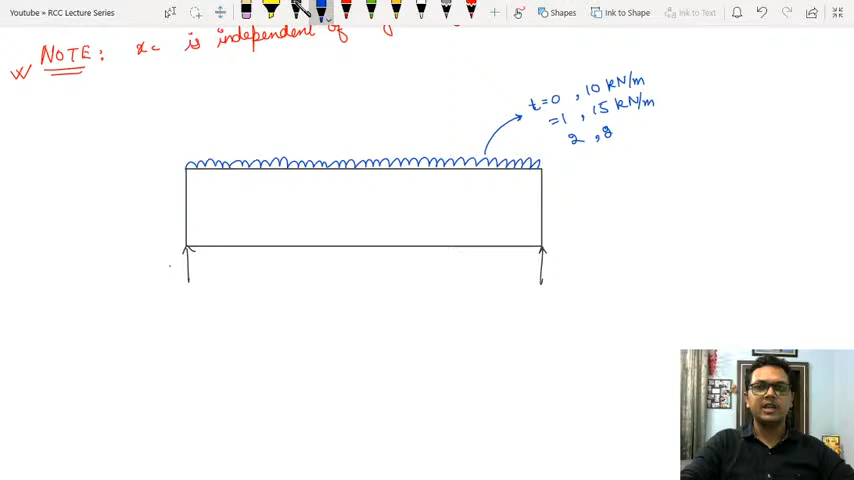 Youtube » RCC Lecture Series
Shapes
Ink to Shape
Ink to Text
NOTE: xc is independent of
t=0 , 10 kN/m
=1 , 15 kN/m
2 , 8